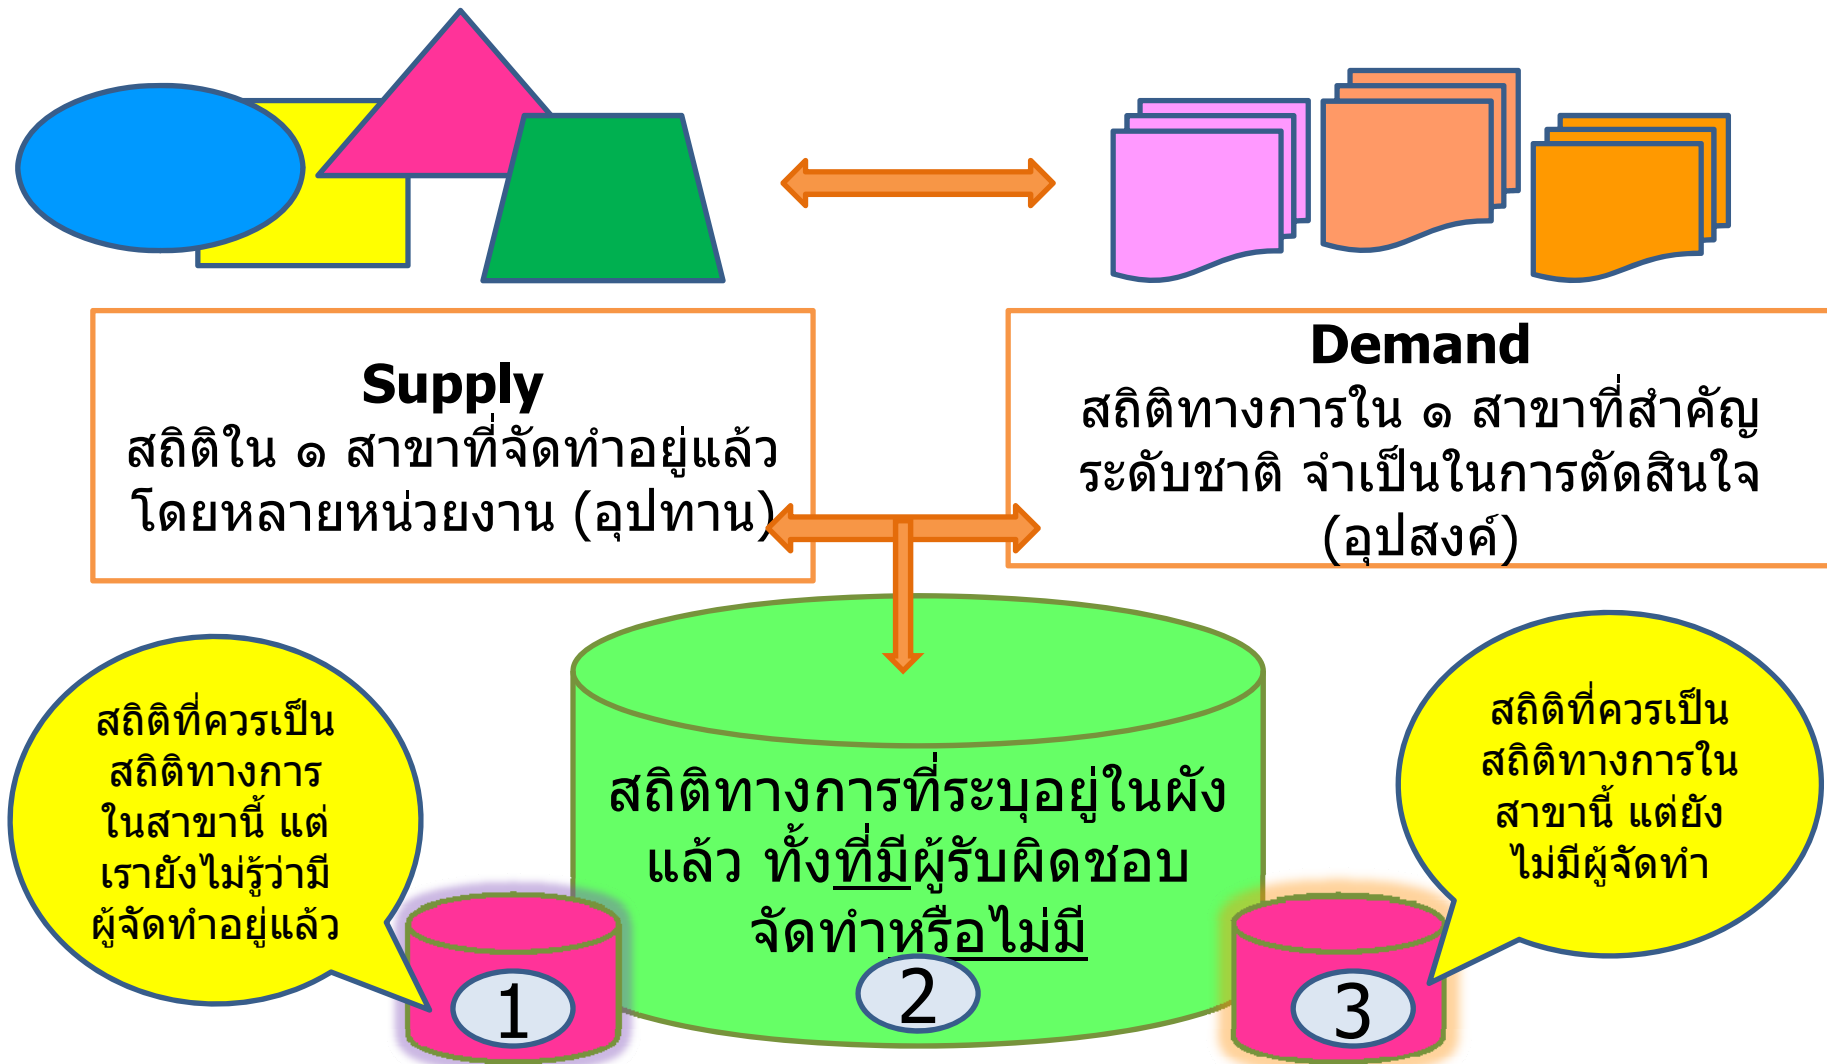 Supply
สถิติใน ๑ สาขาที่จัดทำอยู่แล้ว
โดยหลายหน่วยงาน (อุปทาน)
Demand
สถิติทางการใน ๑ สาขาที่สำคัญ
ระดับชาติ จำเป็นในการตัดสินใจ
(อุปสงค์)
สถิติที่ควรเป็น
สถิติทางการ
ในสาขานี้ แต่
เรายังไม่รู้ว่ามี
ผู้จัดทำอยู่แล้ว
สถิติทางการที่ระบุอยู่ในผัง
แล้ว ทั้งที่มีผู้รับผิดชอบ
จัดทำหรือไม่มี
สถิติที่ควรเป็น
สถิติทางการใน
สาขานี้ แต่ยัง
ไม่มีผู้จัดทำ
1
2
3